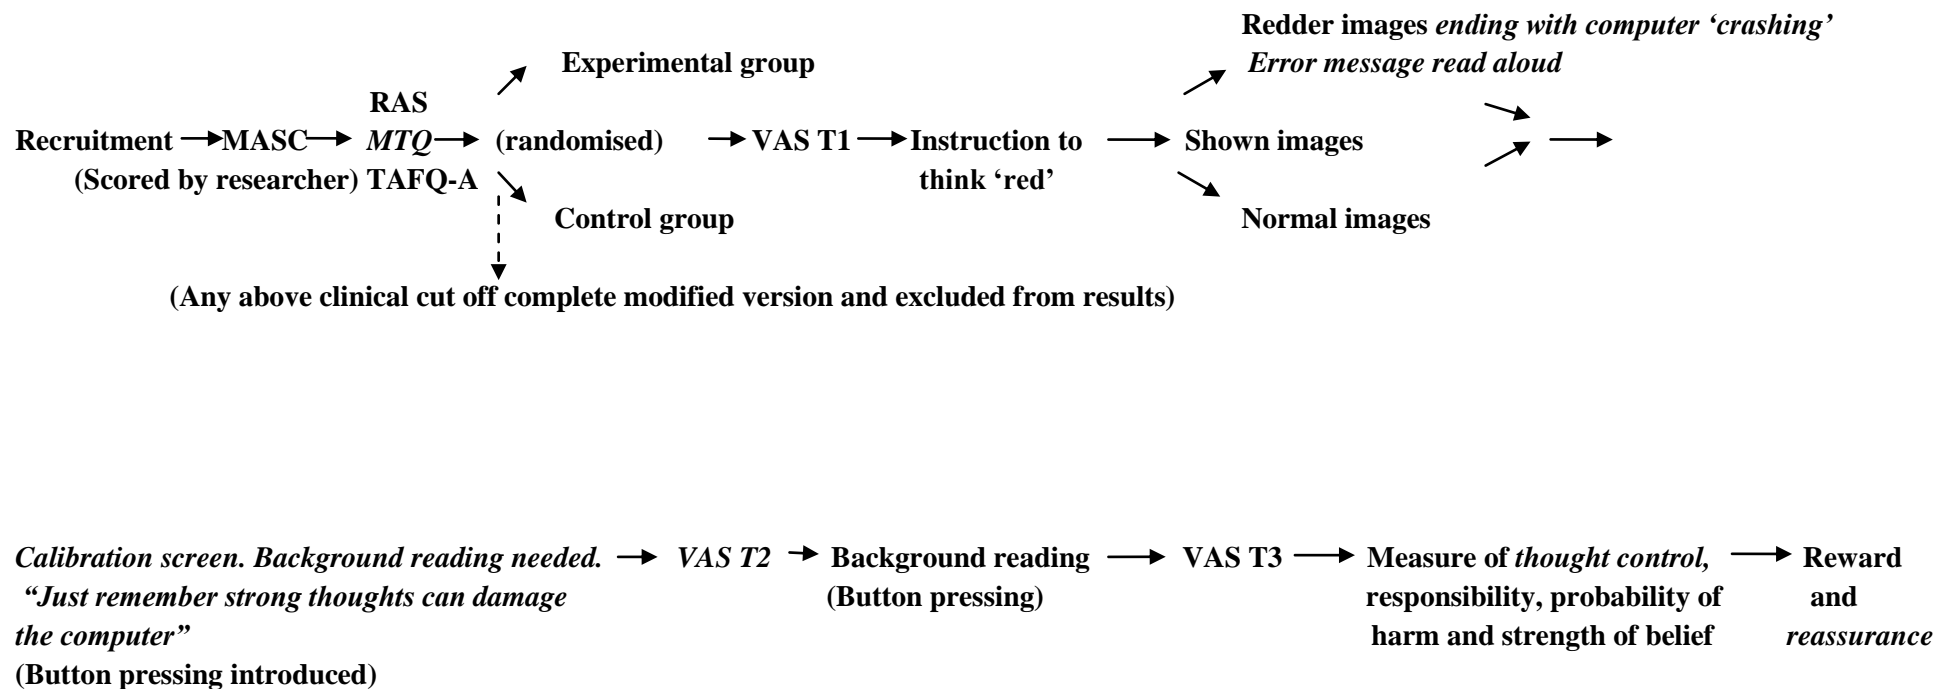 Redder images ending with computer ‘crashing’
Experimental group Error message read aloud
RAS
Recruitment MASC MTQ (randomised) VAS T1 Instruction to Shown images
(Scored by researcher) TAFQ-A think ‘red’
Control group Normal images
(Any above clinical cut off complete modified version and excluded from results)
Calibration screen. Background reading needed. VAS T2 Background reading VAS T3 Measure of thought control, Reward
“Just remember strong thoughts can damage (Button pressing) responsibility, probability of and
the computer” harm and strength of belief reassurance
(Button pressing introduced)